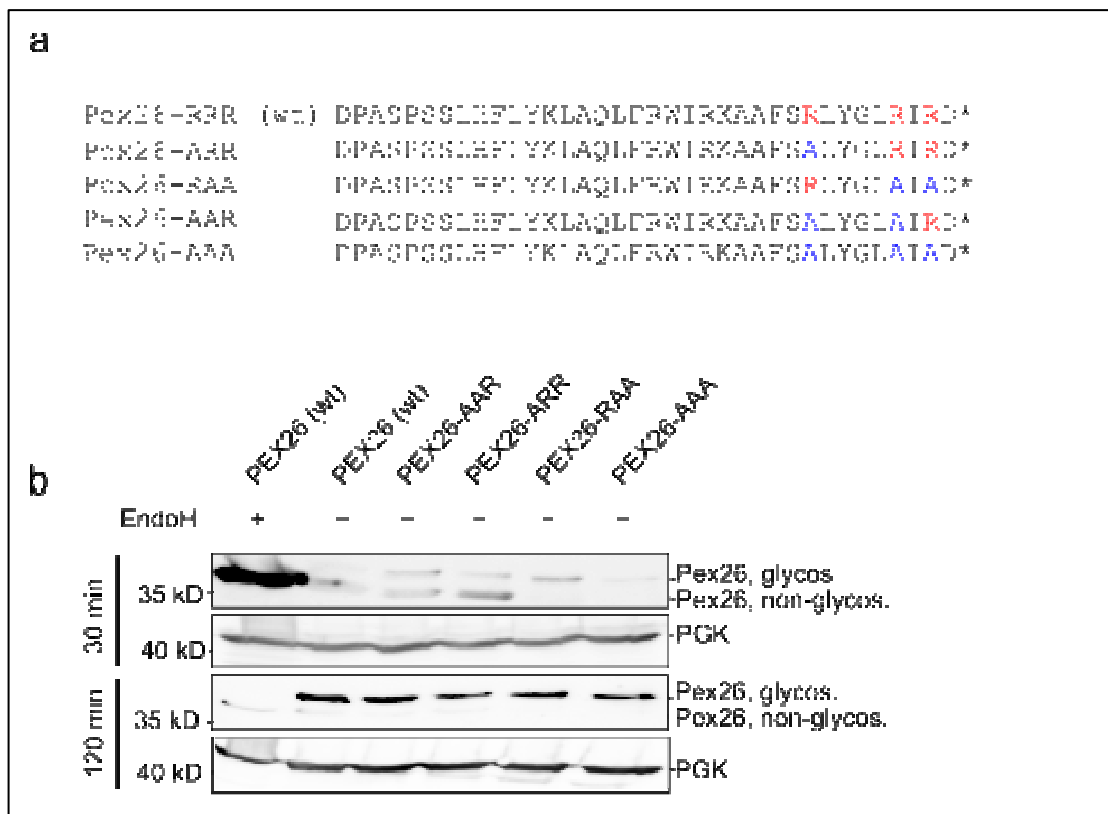 a
Pex26-RRR (wt) DPASPSSLHFLYKLAQLFRWIRKAAFSRLYGLRIRD*
Pex26-ARR DPASPSSLHFLYKLAQLFRWIRKAAFSALYGLRIRD*
Pex26-RAA DPASPSSLHFLYKLAQLFRWIRKAAFSRLYGLAIAD*
Pex26-AAR DPASPSSLHFLYKLAQLFRWIRKAAFSALYGLAIRD*
Pex26-AAA DPASPSSLHFLYKLAQLFRWIRKAAFSALYGLAIAD*
PEX26 (wt) PEX26 (wt) PEX26-AAR PEX26-ARR PEX26-RAA PEX26-AAA
b
EndoH + - - - - -
30 min
35 kD
Pex26, glycos
Pex26, non-glycos.
40 kD
PGK
120 min
35 kD
Pex26, glycos.
Pex26, non-glycos.
40 kD
PGK